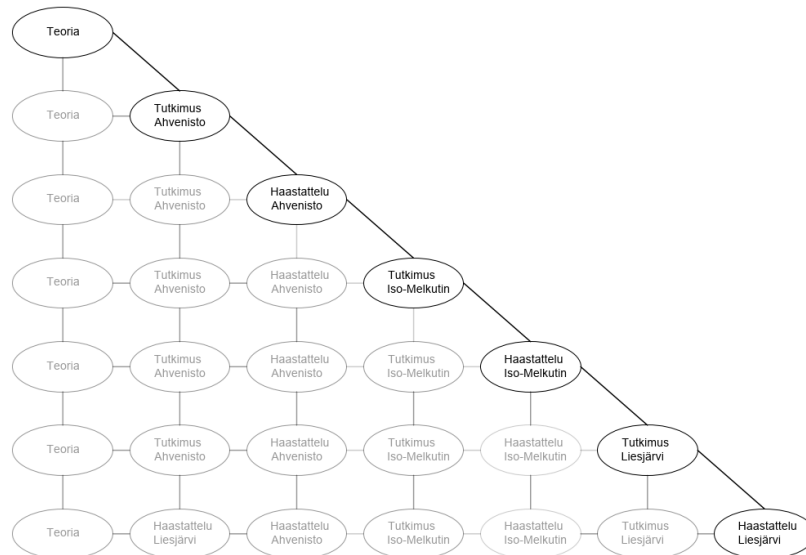 Teoria
Teoria
Tutkimus
Ahvenisto
Teoria
Tutkimus
Ahvenisto
Haastattelu
Ahvenisto
Teoria
Tutkimus
Ahvenisto
Haastattelu
Ahvenisto
Tutkimus
Iso-Melkutin
Teoria
Tutkimus
Ahvenisto
Haastattelu
Ahvenisto
Tutkimus
Iso-Melkutin
Haastattelu
Iso-Melkutin
Teoria
Tutkimus
Ahvenisto
Haastattelu
Ahvenisto
Tutkimus
Iso-Melkutin
Haastattelu
Iso-Melkutin
Tutkimus
Liesjärvi
Teoria
Haastattelu
Liesjärvi
Haastattelu
Ahvenisto
Tutkimus
Iso-Melkutin
Haastattelu
Iso-Melkutin
Tutkimus
Liesjärvi
Haastattelu
Liesjärvi